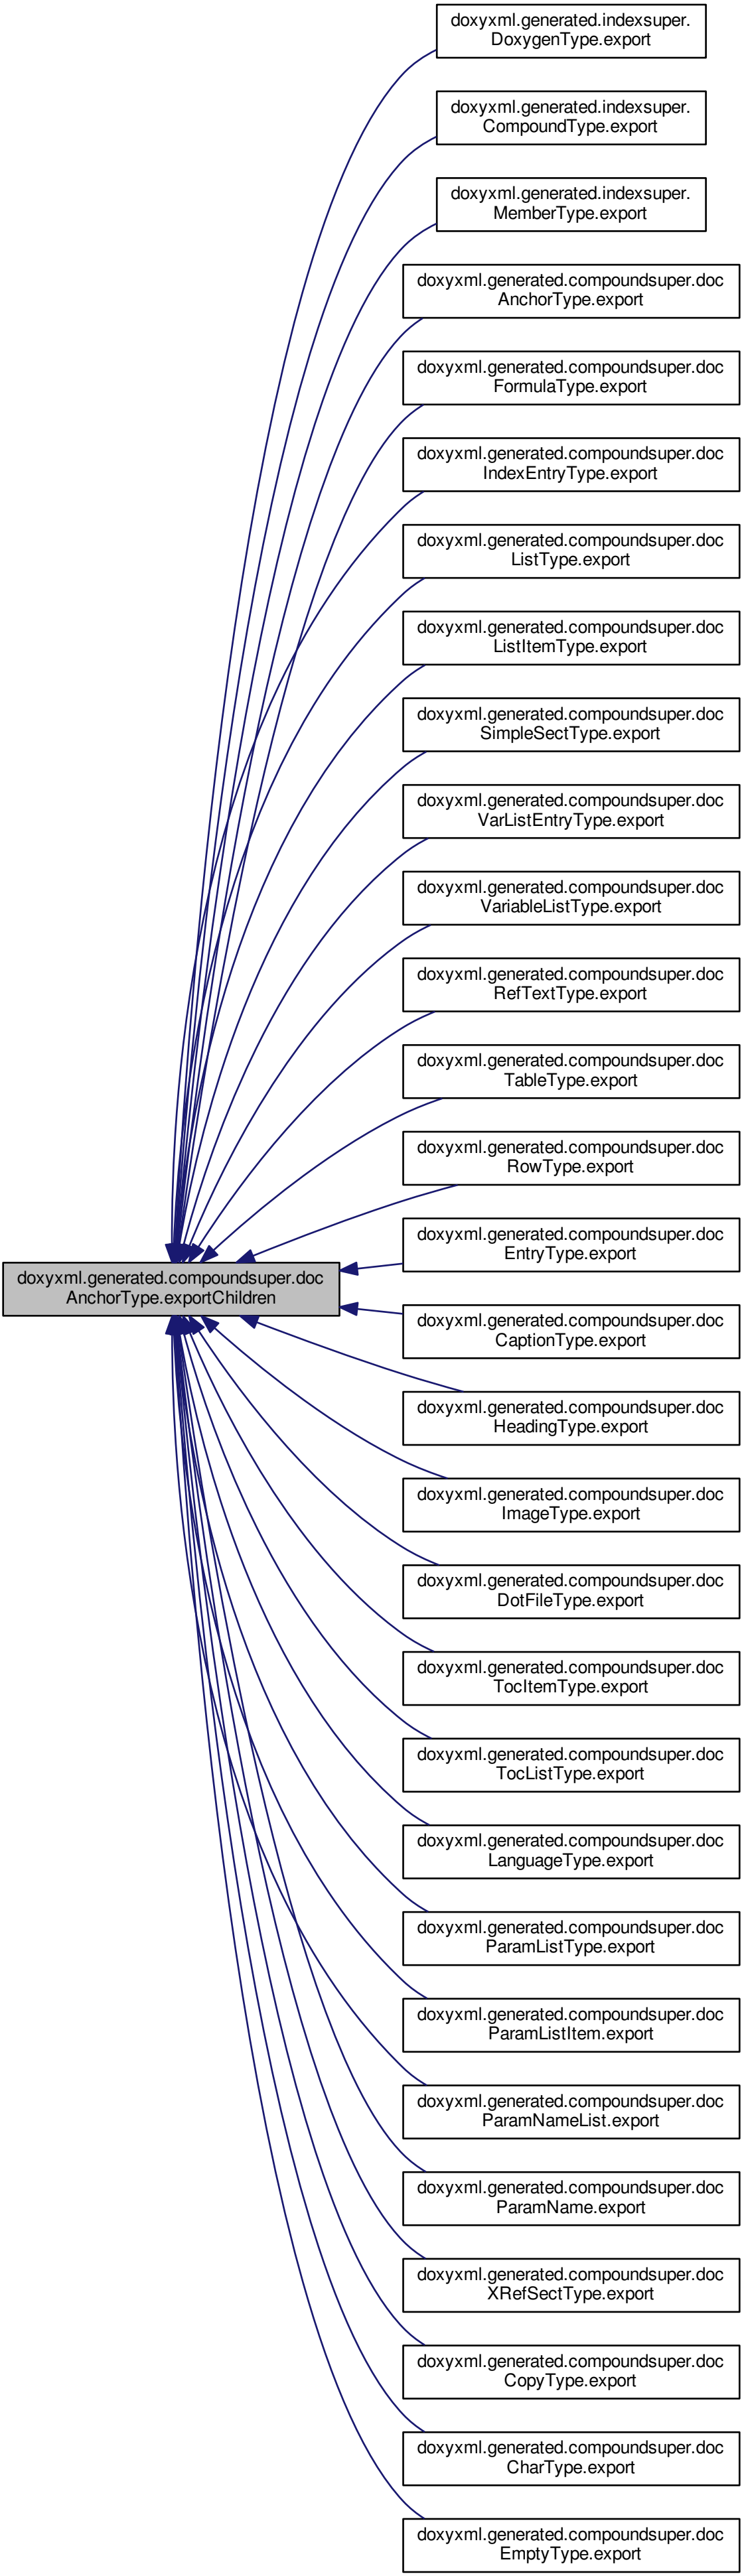 doxyxml.generated.indexsuper.
DoxygenType.export
doxyxml.generated.indexsuper.
CompoundType.export
doxyxml.generated.indexsuper.
MemberType.export
doxyxml.generated.compoundsuper.doc
AnchorType.export
doxyxml.generated.compoundsuper.doc
FormulaType.export
doxyxml.generated.compoundsuper.doc
IndexEntryType.export
doxyxml.generated.compoundsuper.doc
ListType.export
doxyxml.generated.compoundsuper.doc
ListItemType.export
doxyxml.generated.compoundsuper.doc
SimpleSectType.export
doxyxml.generated.compoundsuper.doc
VarListEntryType.export
doxyxml.generated.compoundsuper.doc
VariableListType.export
doxyxml.generated.compoundsuper.doc
RefTextType.export
doxyxml.generated.compoundsuper.doc
TableType.export
doxyxml.generated.compoundsuper.doc
RowType.export
doxyxml.generated.compoundsuper.doc
EntryType.export
doxyxml.generated.compoundsuper.doc
AnchorType.exportChildren
doxyxml.generated.compoundsuper.doc
CaptionType.export
doxyxml.generated.compoundsuper.doc
HeadingType.export
doxyxml.generated.compoundsuper.doc
ImageType.export
doxyxml.generated.compoundsuper.doc
DotFileType.export
doxyxml.generated.compoundsuper.doc
TocItemType.export
doxyxml.generated.compoundsuper.doc
TocListType.export
doxyxml.generated.compoundsuper.doc
LanguageType.export
doxyxml.generated.compoundsuper.doc
ParamListType.export
doxyxml.generated.compoundsuper.doc
ParamListItem.export
doxyxml.generated.compoundsuper.doc
ParamNameList.export
doxyxml.generated.compoundsuper.doc
ParamName.export
doxyxml.generated.compoundsuper.doc
XRefSectType.export
doxyxml.generated.compoundsuper.doc
CopyType.export
doxyxml.generated.compoundsuper.doc
CharType.export
doxyxml.generated.compoundsuper.doc
EmptyType.export